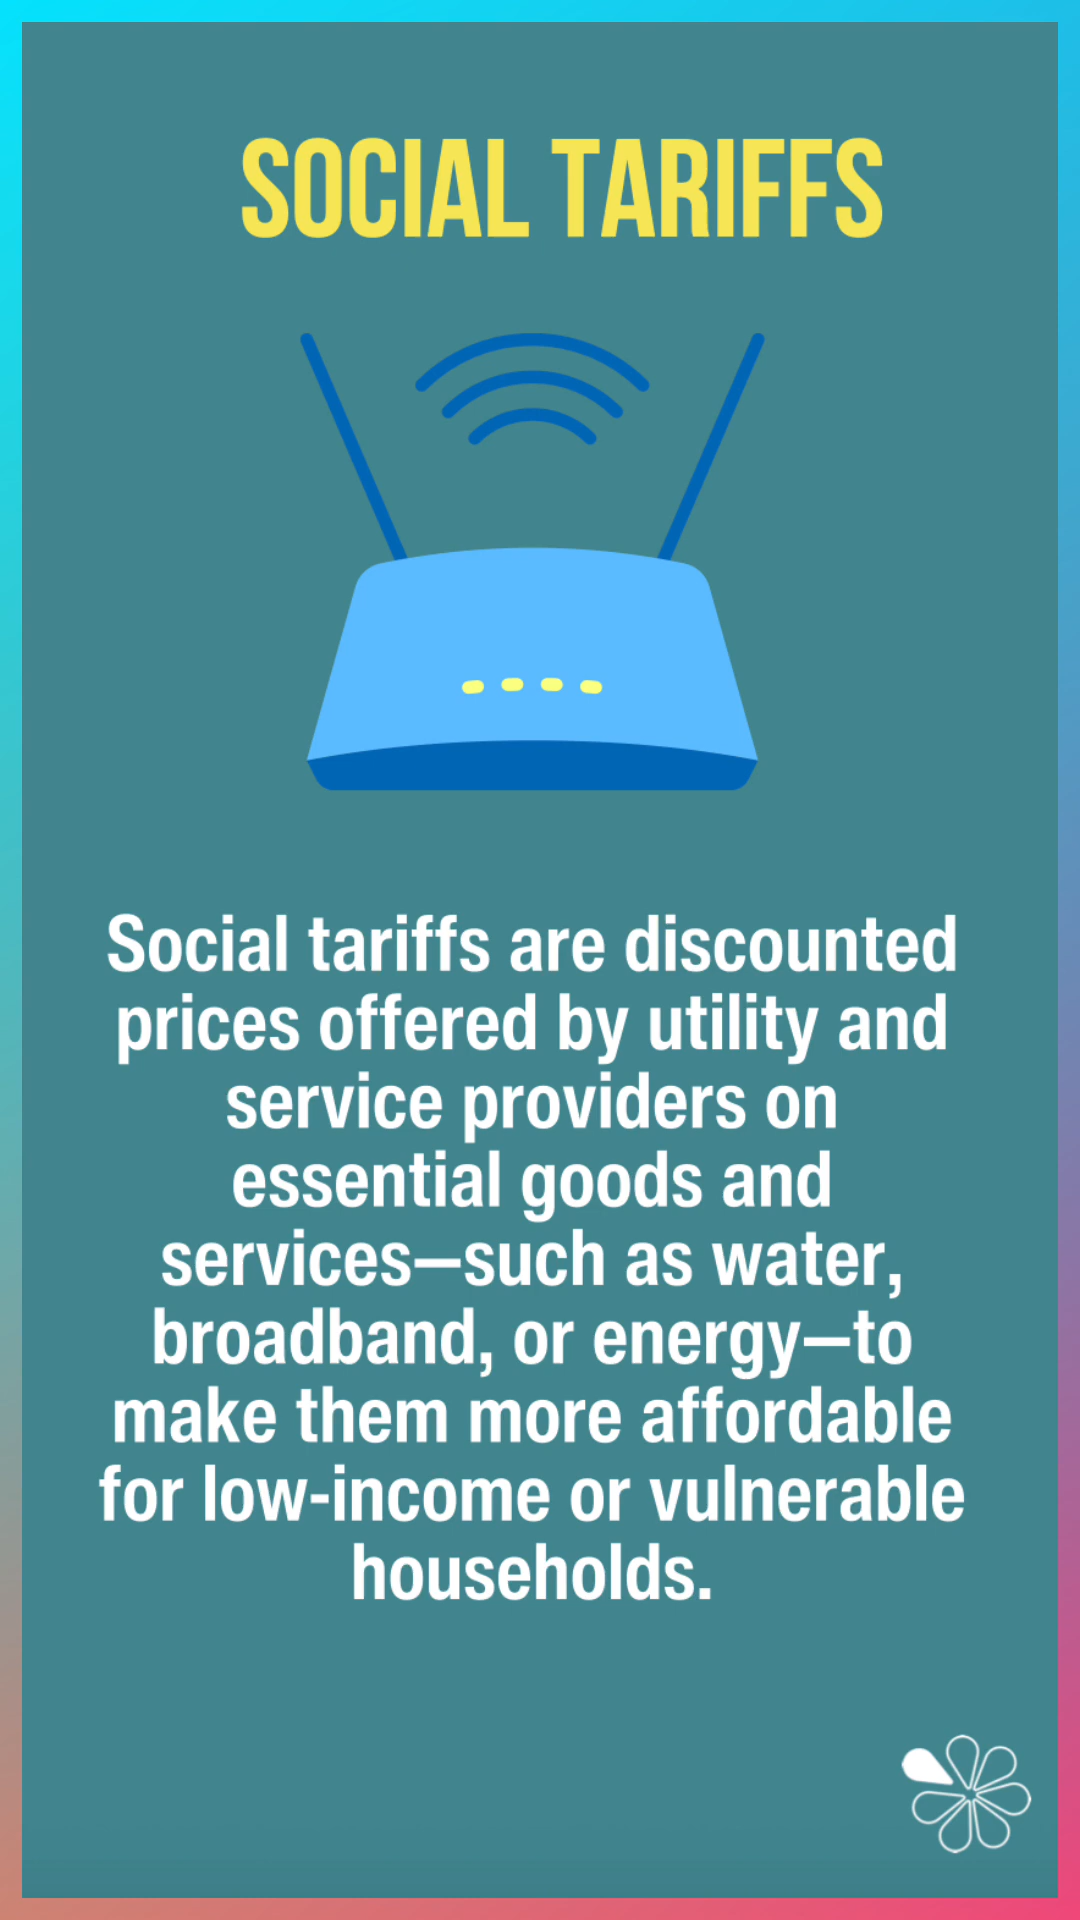 SOCIAL TARIFFS
Social tariffs are discounted
prices offered by utility and
service providers on
essential goods and
services—such as water,
broadband, or energy—to
make them more affordable
for low-income or vulnerable
households.